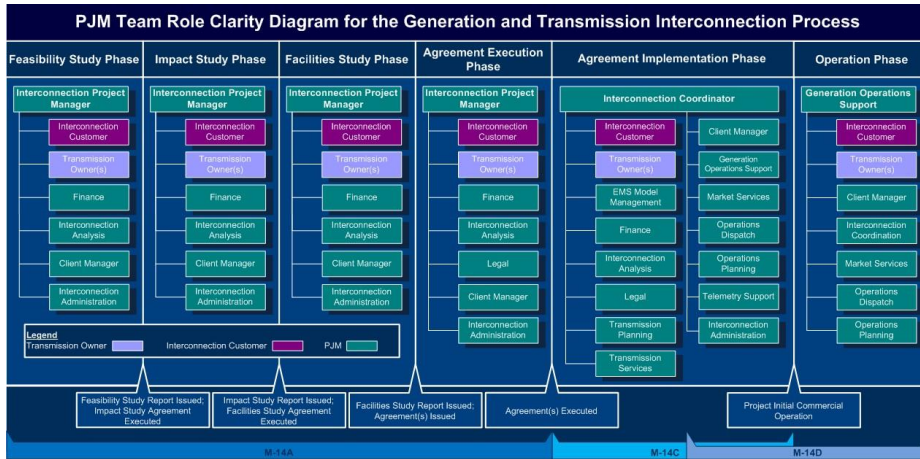 PJM Team Role Clarity Diagram for the Generation and Transmission Interconnection Process
Feasibility Study Phase
Interconnection Project
Manager
Interconnection
Customer
Transmission
Owner(s)
Finance
Interconnection
Analysis
Client Manager
Interconnection
Administration
Impact Study Phase
Interconnection Project
Manager
Interconnection
Customer
Transmission
Owner(s)
Finance
Interconnection
Analysis
Client Manager
Interconnection
Administration
Facilities Study Phase
Interconnection Project
Manager
Interconnection
Customer
Transmission
Owner(s)
Finance
Interconnection
Analysis
Client Manager
Interconnection
Administration
Agreement Execution
Phase
Interconnection Project
Manager
Interconnection
Customer
Transmission
Owner(s)
Finance
Interconnection
Analysis
Legal
Client Manager
Interconnection
Administration
Agreement Implementation Phase
Interconnection Coordinator
Interconnection
Customer
Transmission
Owner(s)
EMS Model
Management
Finance
Interconnection
Analysis
Legal
Transmission
Planning
Transmission
Services
Client Manager
Generation
Operations Support
Market Services
Operations
Dispatch
Operations
Planning
Telemetry Support
Interconnection
Administration
Operation Phase
Generation Operations
Support
Interconnection
Customer
Transmission
Owner(s)
Client Manager
Interconnection
Coordination
Market Services
Operations
Dispatch
Operations
Planning
Legend
Transmission Owner
Interconnection Customer
PJM
Feasibility Study Report Issued;
Impact Study Agreement
Executed
Impact Study Report Issued;
Facilities Study Agreement
Executed
Facilities Study Report Issued;
Agreement(s) Issued
Agreement(s) Executed
Project Initial Commercial
Operation
M-14A
M-14C
M-14D